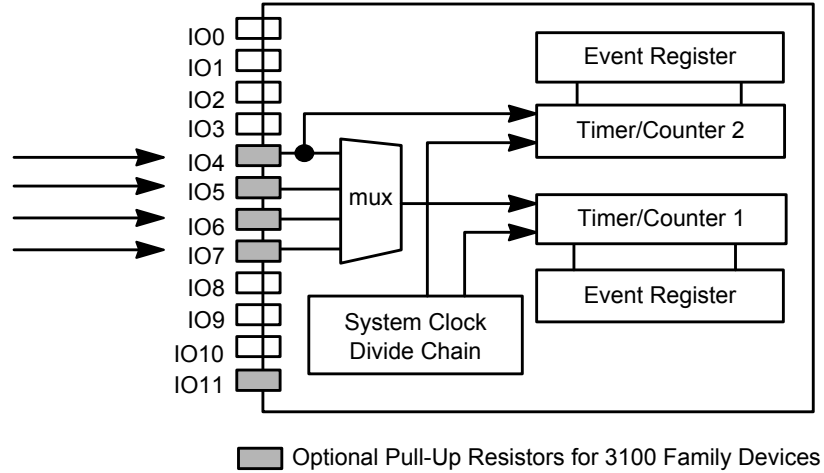 IO0
IO1
IO2
IO3
IO4
IO5
IO6
IO7
IO8
IO9
IO10
IO11
mux
Event Register
Timer/Counter 2
Timer/Counter 1
Event Register
System Clock
Divide Chain
Optional Pull-Up Resistors for 3100 Family Devices